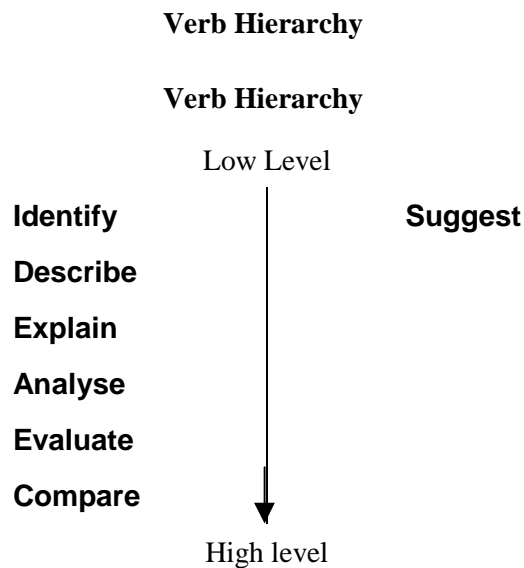 Verb Hierarchy
Verb Hierarchy
Low Level
Identify Suggest
Describe
Explain
Analyse
Evaluate
Compare
High level